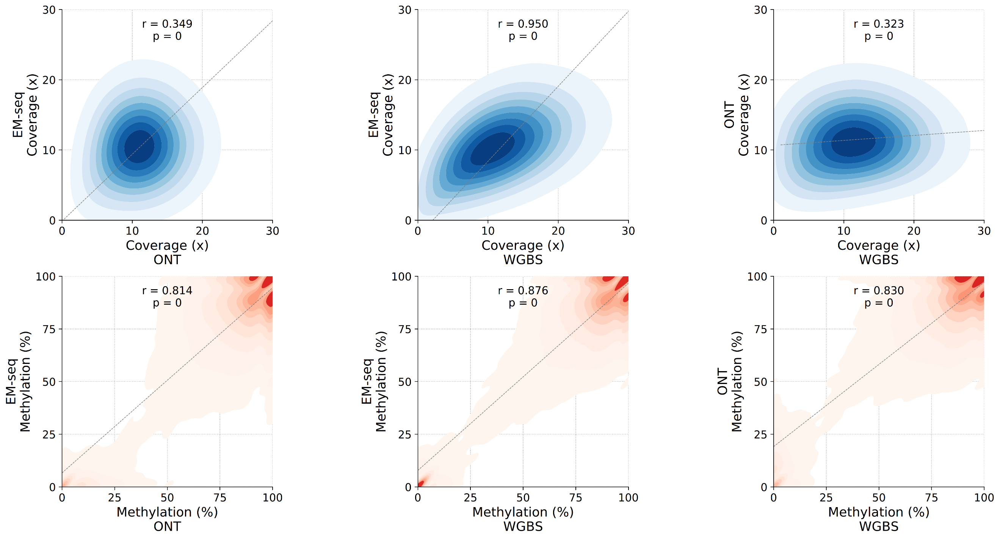 30
20
10
0
EM-seq
Coverage (x)
r = 0.349
p = 0
0
10
20
30
Coverage (x)
ONT
30
20
10
0
EM-seq
Coverage (x)
r = 0.950
p = 0
0
10
20
30
Coverage (x)
WGBS
30
20
10
0
ONT
Coverage (x)
r = 0.323
p = 0
0
10
20
30
Coverage (x)
WGBS
100
75
50
25
0
EM-seq
Methylation (%)
r = 0.814
p = 0
0
25
50
75
100
Methylation (%)
ONT
100
75
50
25
0
EM-seq
Methylation (%)
r = 0.876
p = 0
0
25
50
75
100
Methylation (%)
WGBS
100
75
50
25
0
ONT
Methylation (%)
r = 0.830
p = 0
0
25
50
75
100
Methylation (%)
WGBS